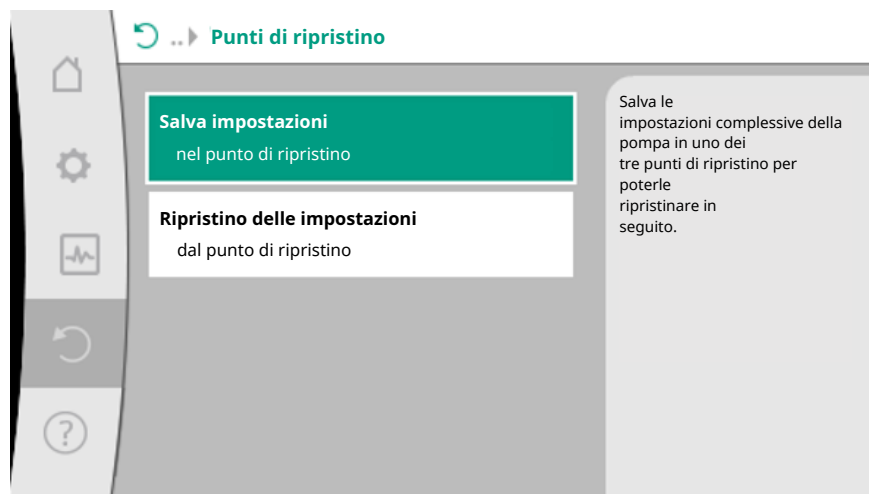 .. Punti di ripristino
Salva impostazioni
nel punto di ripristino
Ripristino delle impostazioni
dal punto di ripristino
Salva le
impostazioni complessive della
pompa in uno dei
tre punti di ripristino per
poterle
ripristinare in
seguito.
?